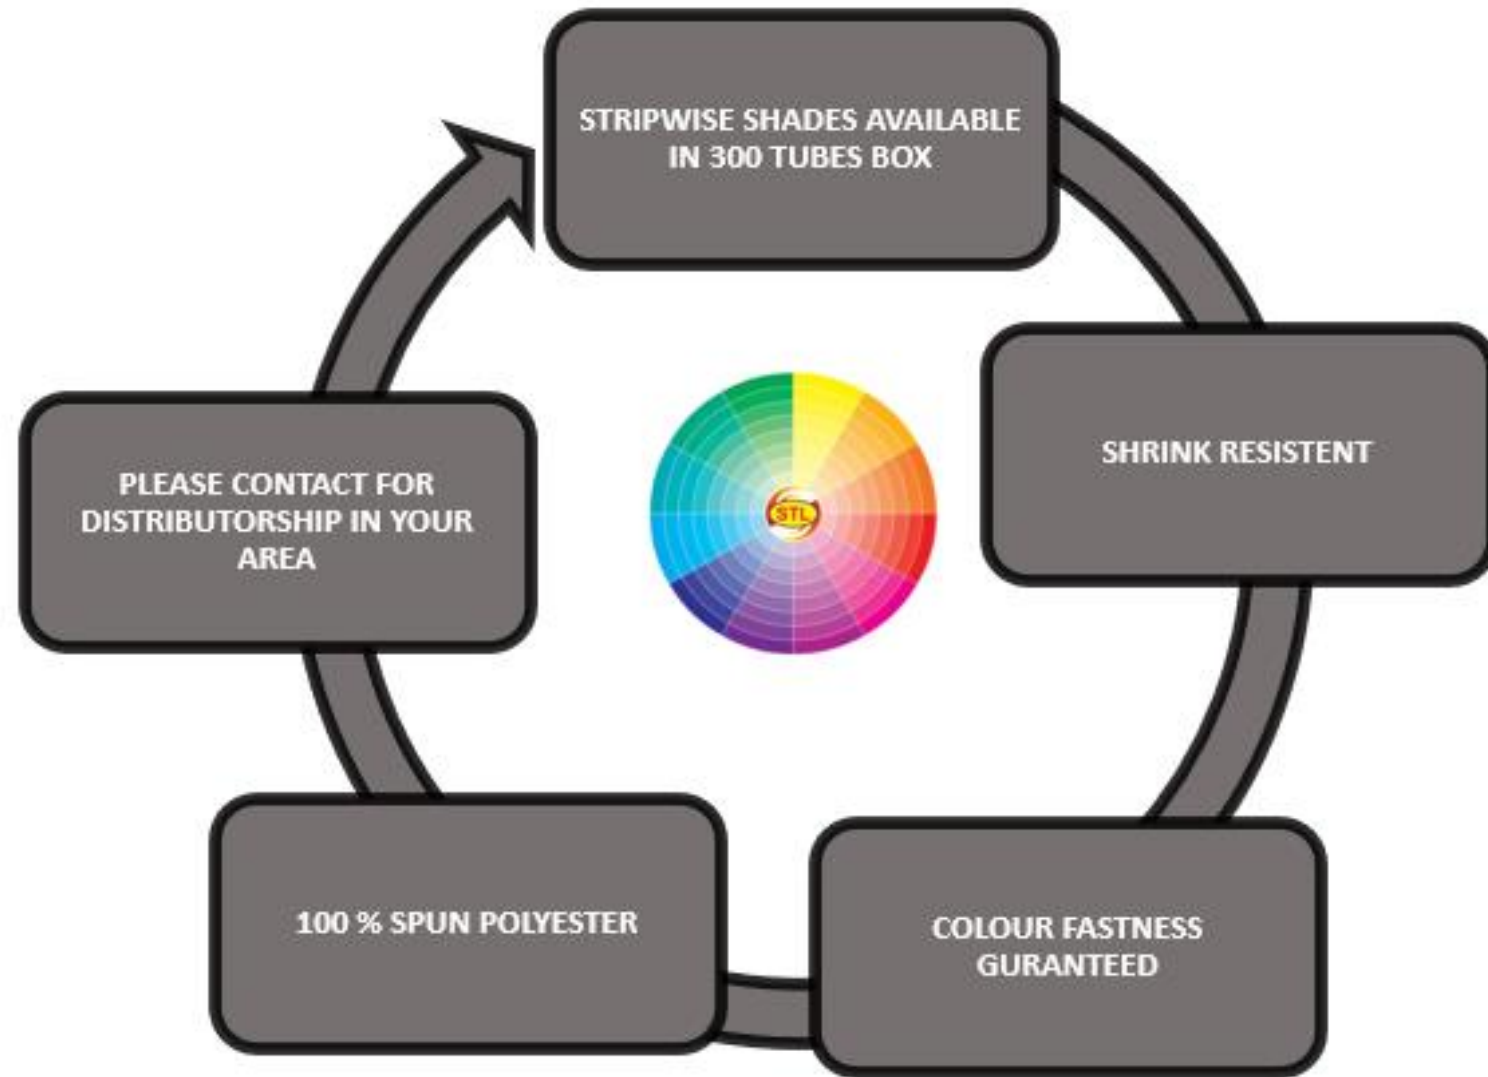 STRIPWISE SHADES AVAILABLE
IN 300 TUBES BOX
SHRINK RESISTENT
COLOUR FASTNESS
GURANTEED
100 % SPUN POLYESTER
PLEASE CONTACT FOR
DISTRIBUTORSHIP IN YOUR
AREA
STL